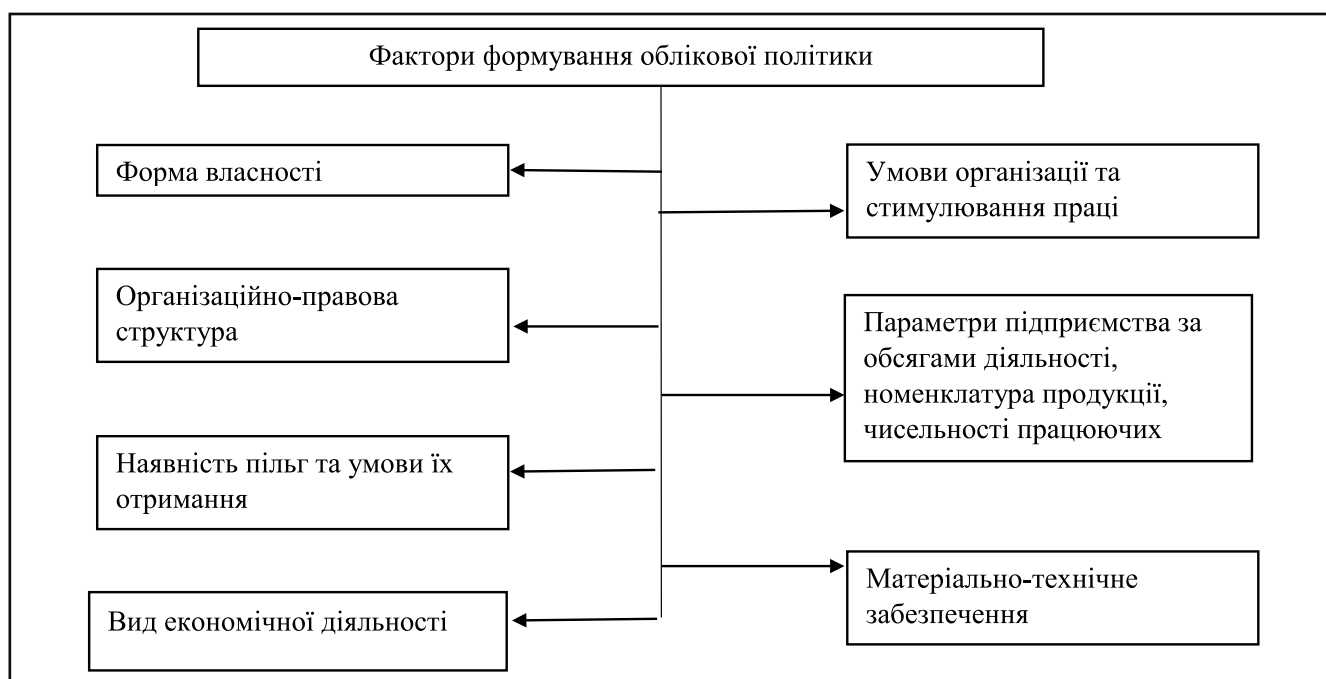 Фактори формування облікової політики
Форма власності
Умови організації та
стимулювання праці
Організаційно-правова
структура
Параметри підприємства за
обсягами діяльності,
номенклатура продукції,
чисельності працюючих
Наявність пільг та умови їх
отримання
Матеріально-технічне
забезпечення
Вид економічної діяльності